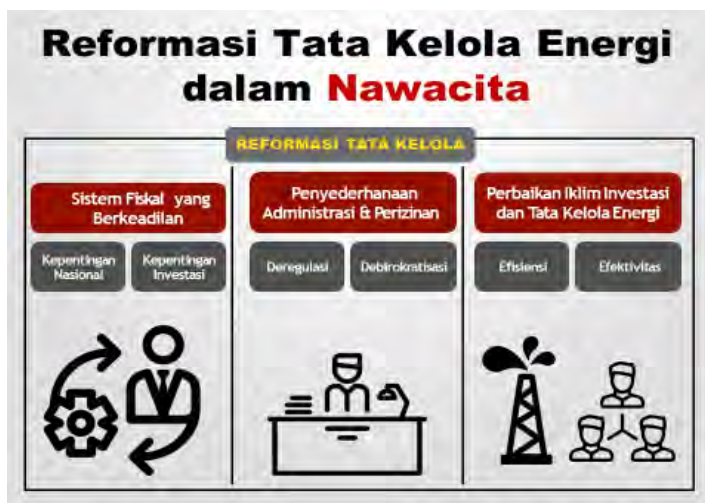 Reformasi Tata Kelola Energi
dalam Nawacita
REFORMASI TATA KELOLA
Sistem Fiskal yang
Berkeadilan
Kepentingan
Nasional
Kepentingan
Investasi
Penyederhanaan
Administrasi & Perizinan
Deregulasi
Debirokratisasi
Perbaikan Iklim Investasi
dan Tata Kelola Energi
Efisiensi
Efektivitas